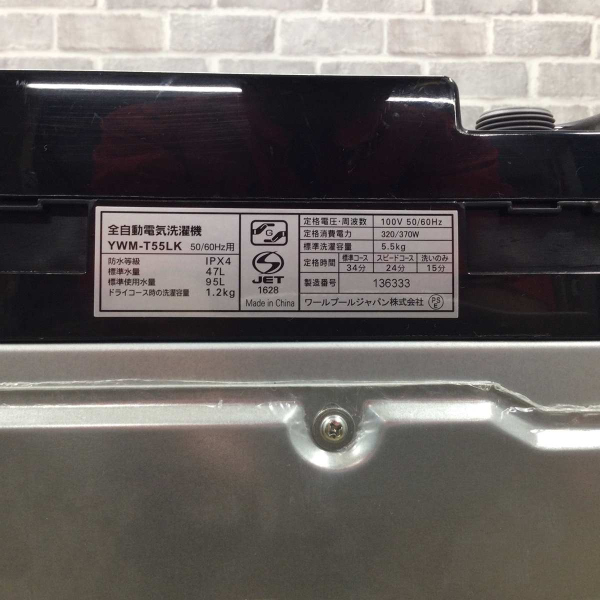 全自動電気洗濯機
YWM-T55LK 50/60Hz用
防水等級 IPX4
標準水量 47L
標準使用水量 95L
ドライコース時の洗濯容量 1.2kg
G
JET
1628
Made in China
定格電圧・周波数 100V 50/60Hz
定格消費電力 320/370W
標準洗濯容量 5.5kg
定格時間 標準コース スピードコース 洗いのみ
34分 24分 15分
製造番号 136333
ワールプールジャパン株式会社 PS E